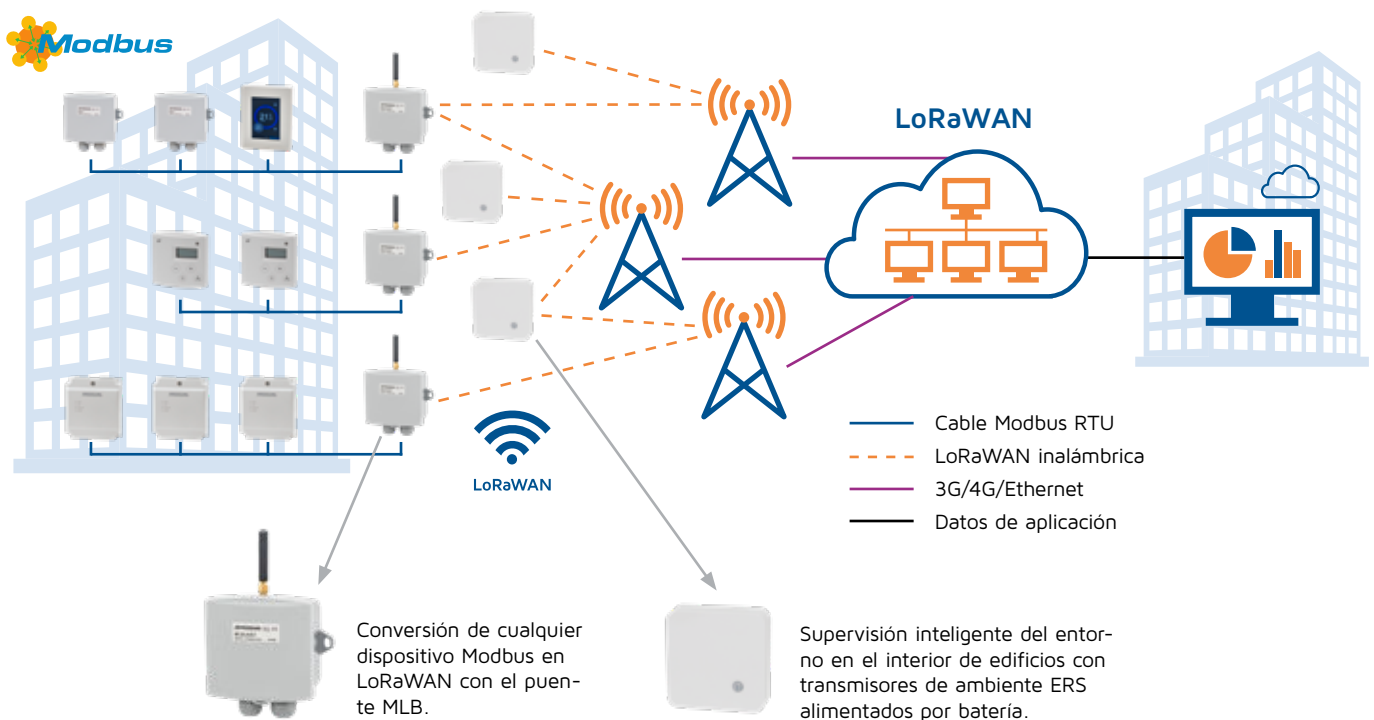 Modbus
LoRaWAN
LoRaWAN
Cable Modbus RTU
LoRaWAN inalámbrica
3G/4G/Ethernet
Datos de aplicación
Conversión de cualquier
dispositivo Modbus en
LoRaWAN con el puen-
te MLB.
Supervisión inteligente del entor-
no en el interior de edificios con
transmisores de ambiente ERS
alimentados por batería.